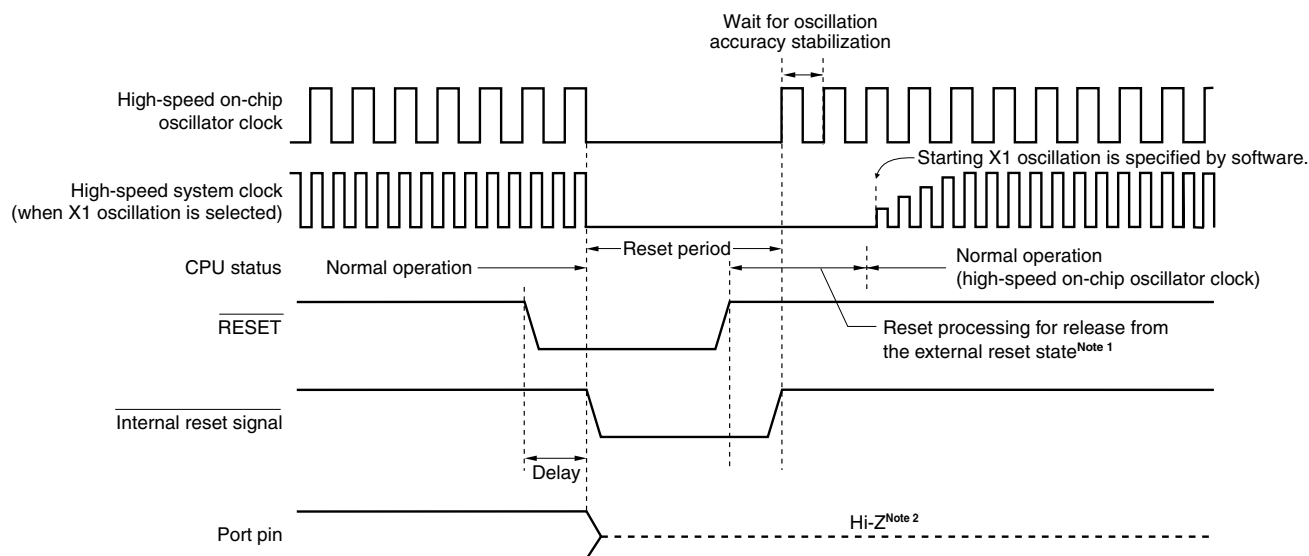 Wait for oscillation
accuracy stabilization
High-speed on-chip
oscillator clock
Starting X1 oscillation is specified by software.
High-speed system clock
(when X1 oscillation is selected)
Reset period
CPU status
Normal operation
Normal operation
(high-speed on-chip oscillator clock)
RESET
Reset processing for release from
the external reset stateNote 1
Internal reset signal
Delay
Port pin
Hi-ZNote 2